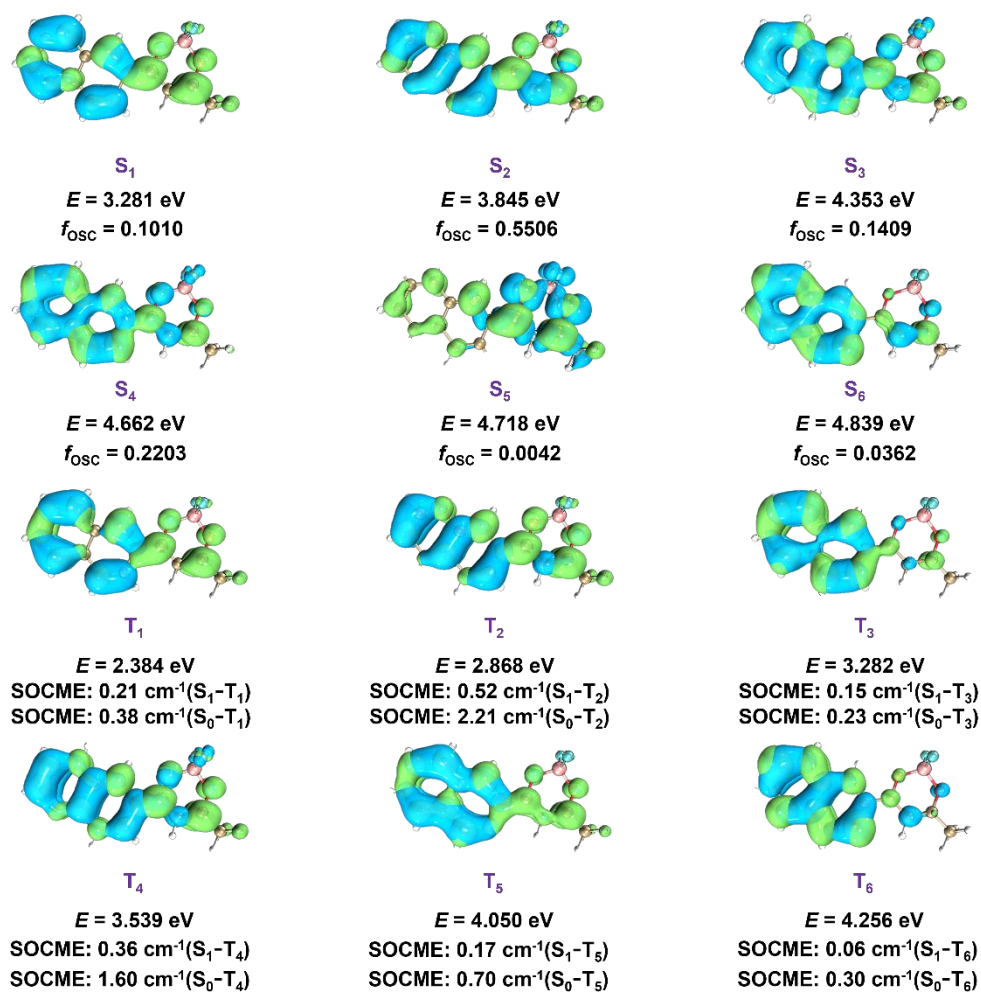 S₁
S₂
S₃
E = 3.281 eV
E = 3.845 eV
E = 4.353 eV
fOSC = 0.1010
fOSC = 0.5506
fOSC = 0.1409
S₄
S₅
S₆
E = 4.662 eV
E = 4.718 eV
E = 4.839 eV
fOSC = 0.2203
fOSC = 0.0042
fOSC = 0.0362
T₁
T₂
T₃
E = 2.384 eV
E = 2.868 eV
E = 3.282 eV
SOCME: 0.21 cm⁻¹(S₁-T₁)
SOCME: 0.52 cm⁻¹(S₁-T₂)
SOCME: 0.15 cm⁻¹(S₁-T₃)
SOCME: 0.38 cm⁻¹(S₀-T₁)
SOCME: 2.21 cm⁻¹(S₀-T₂)
SOCME: 0.23 cm⁻¹(S₀-T₃)
T₄
T₅
T₆
E = 3.539 eV
E = 4.050 eV
E = 4.256 eV
SOCME: 0.36 cm⁻¹(S₁-T₄)
SOCME: 0.17 cm⁻¹(S₁-T₅)
SOCME: 0.06 cm⁻¹(S₁-T₆)
SOCME: 1.60 cm⁻¹(S₀-T₄)
SOCME: 0.70 cm⁻¹(S₀-T₅)
SOCME: 0.30 cm⁻¹(S₀-T₆)